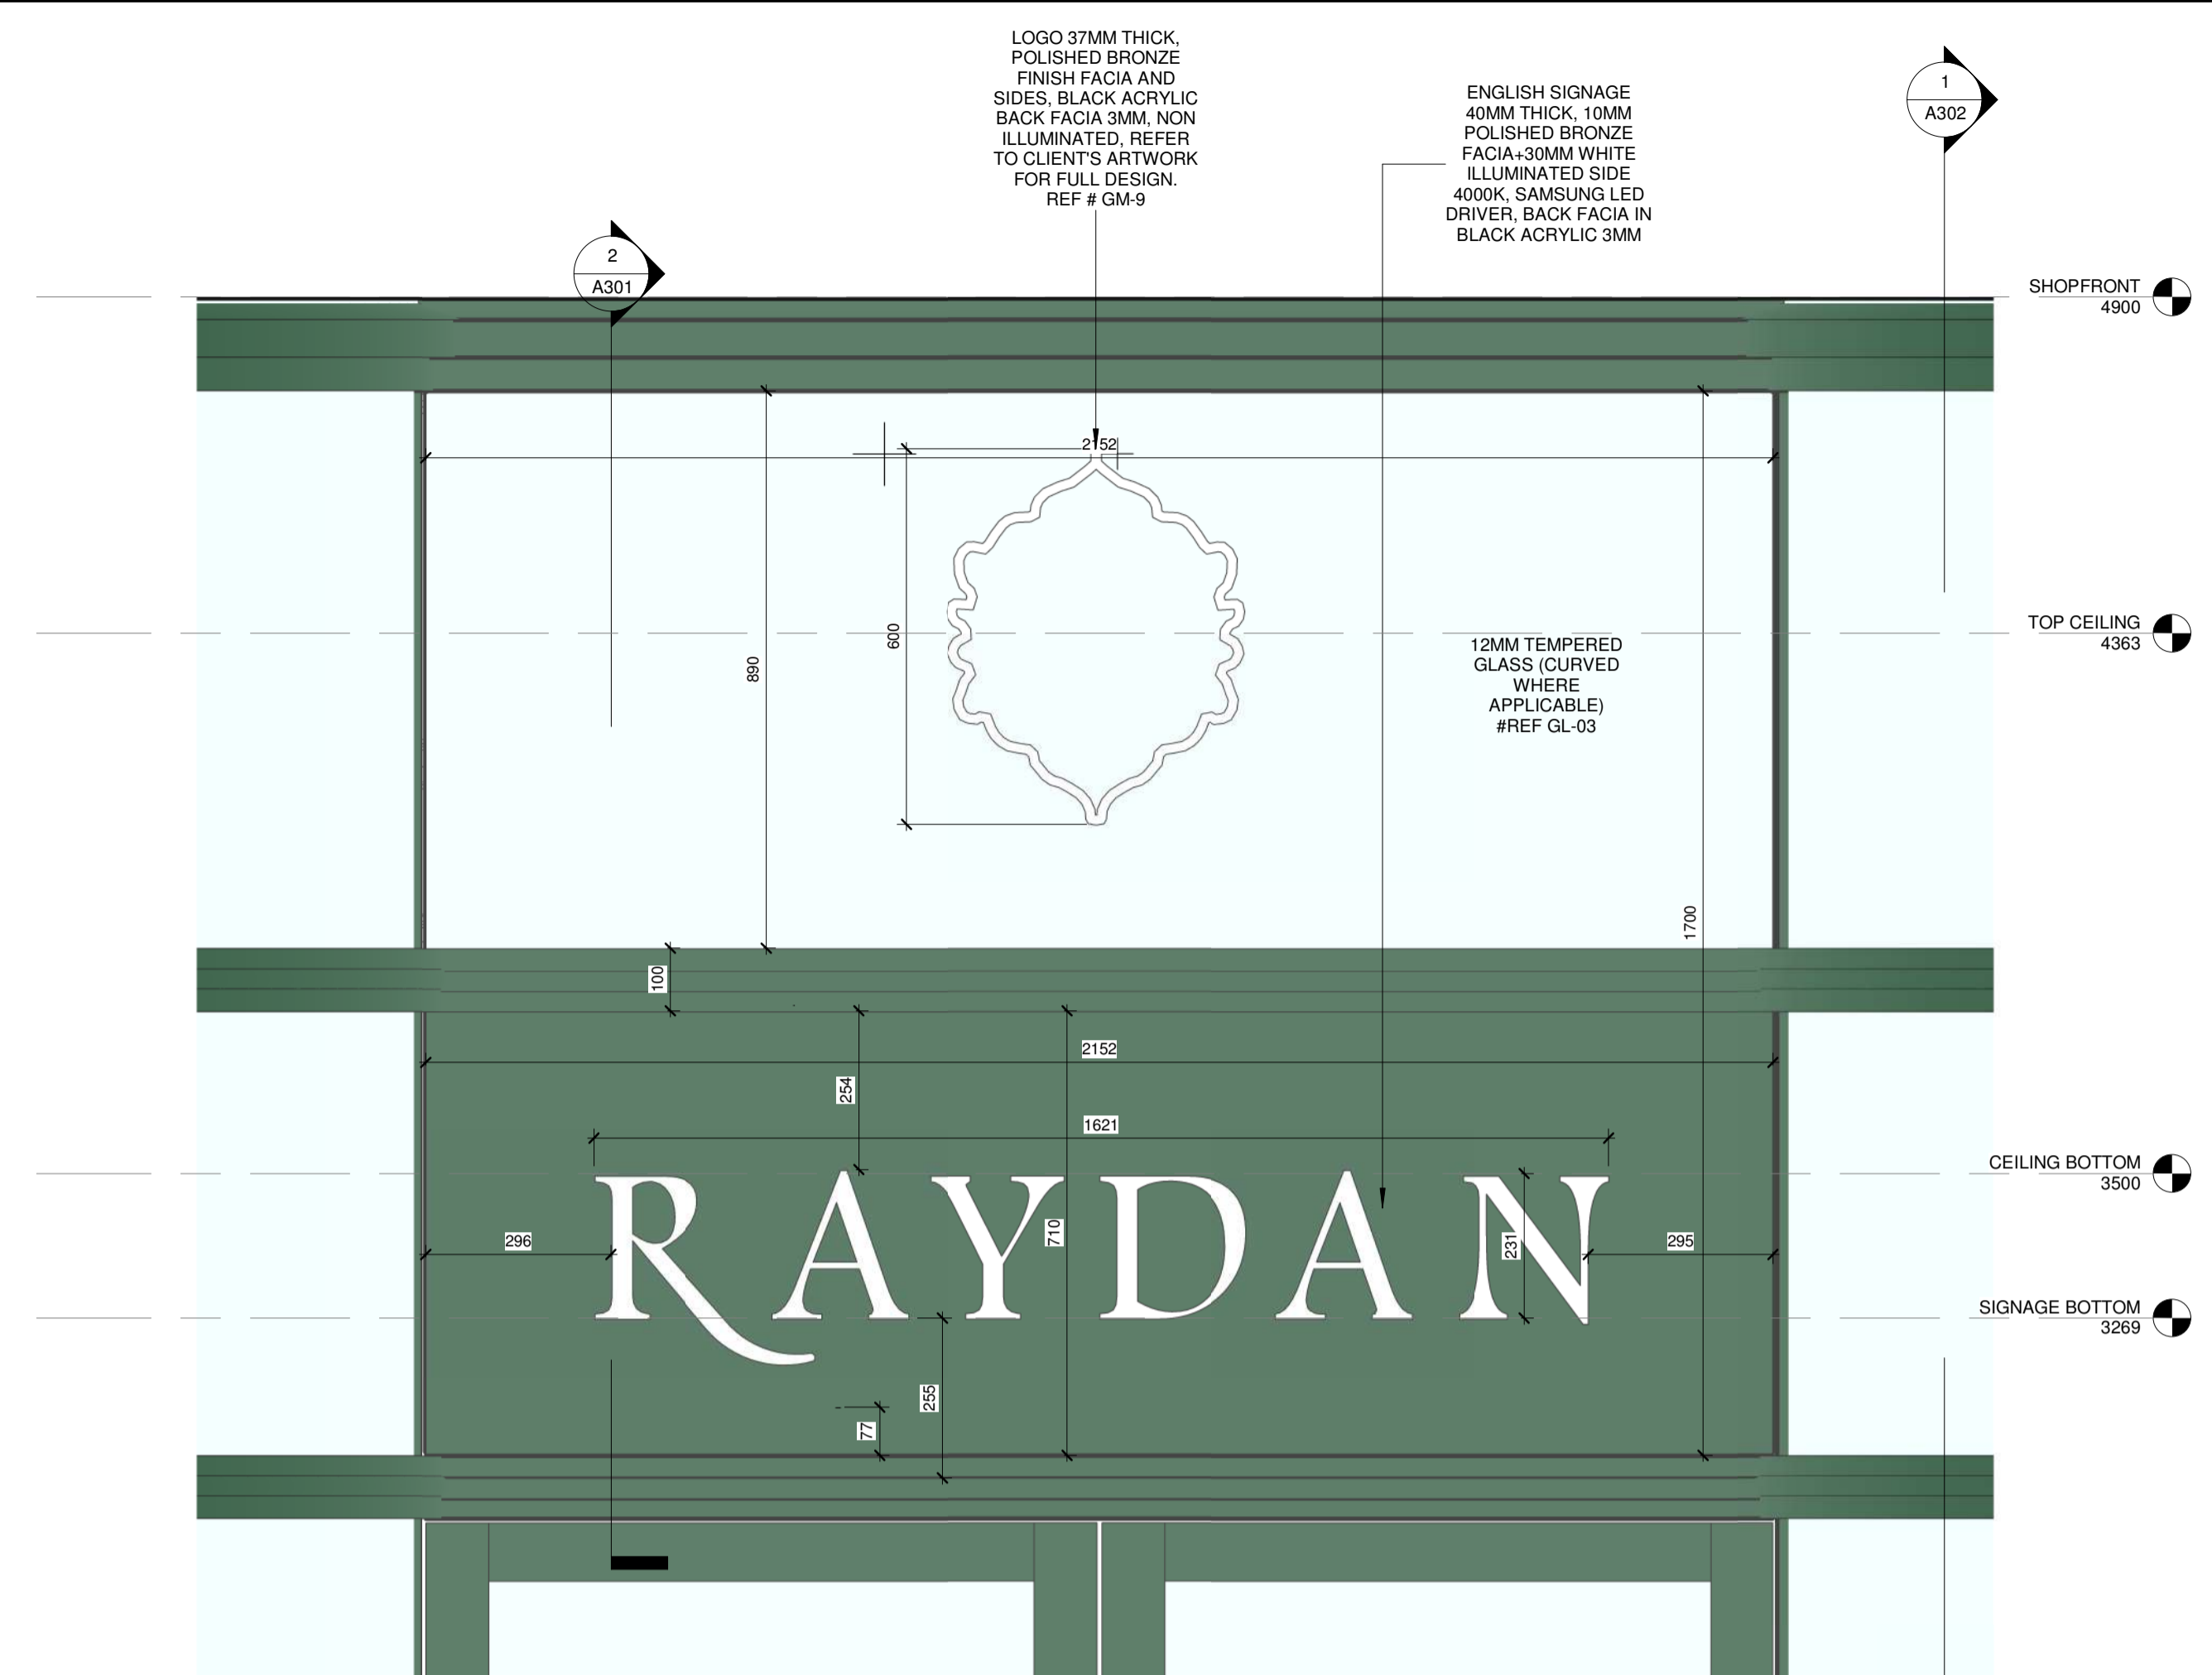 LOGO 37MM THICK,
POLISHED BRONZE
FINISH FACIA AND
SIDES, BLACK ACRYLIC
BACK FACIA 3MM, NON
ILLUMINATED, REFER
TO CLIENT'S ARTWORK
FOR FULL DESIGN.
REF # GM-9
ENGLISH SIGNAGE
40MM THICK, 10MM
POLISHED BRONZE
FACIA+30MM WHITE
ILLUMINATED SIDE
4000K, SAMSUNG LED
DRIVER, BACK FACIA IN
BLACK ACRYLIC 3MM
1
A302
2
A301
SHOPFRONT
4900
2152
600
890
TOP CEILING
4363
12MM TEMPERED
GLASS (CURVED
WHERE
APPLICABLE)
#REF GL-03
1700
100
2152
254
1621
CEILING BOTTOM
3500
RAYDAN
296
710
231
295
SIGNAGE BOTTOM
3269
255
77